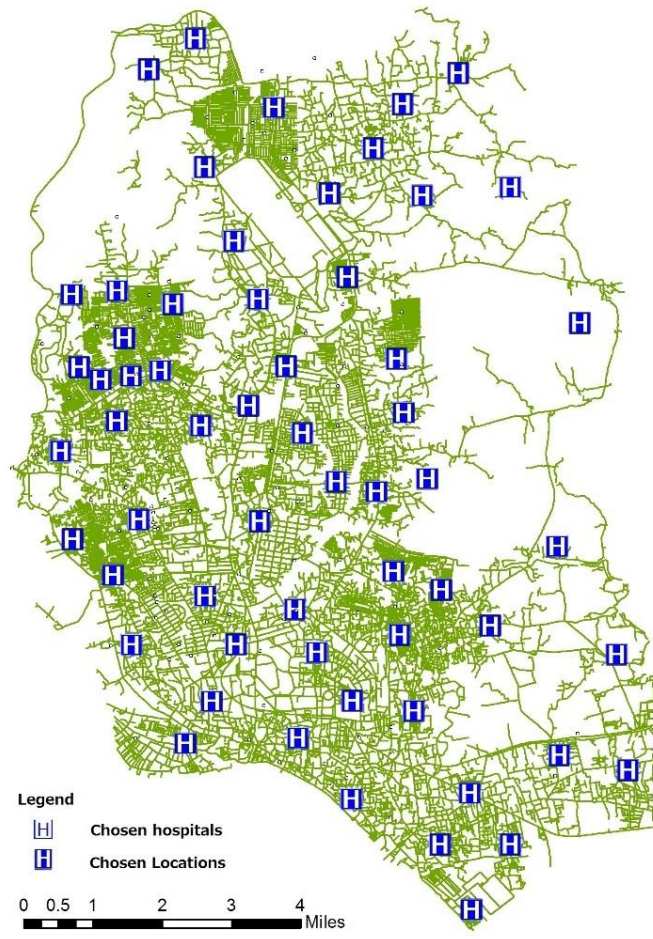 Legend
H Chosen hospitals
H Chosen Locations
0 0.5 1 2 3 4
Miles